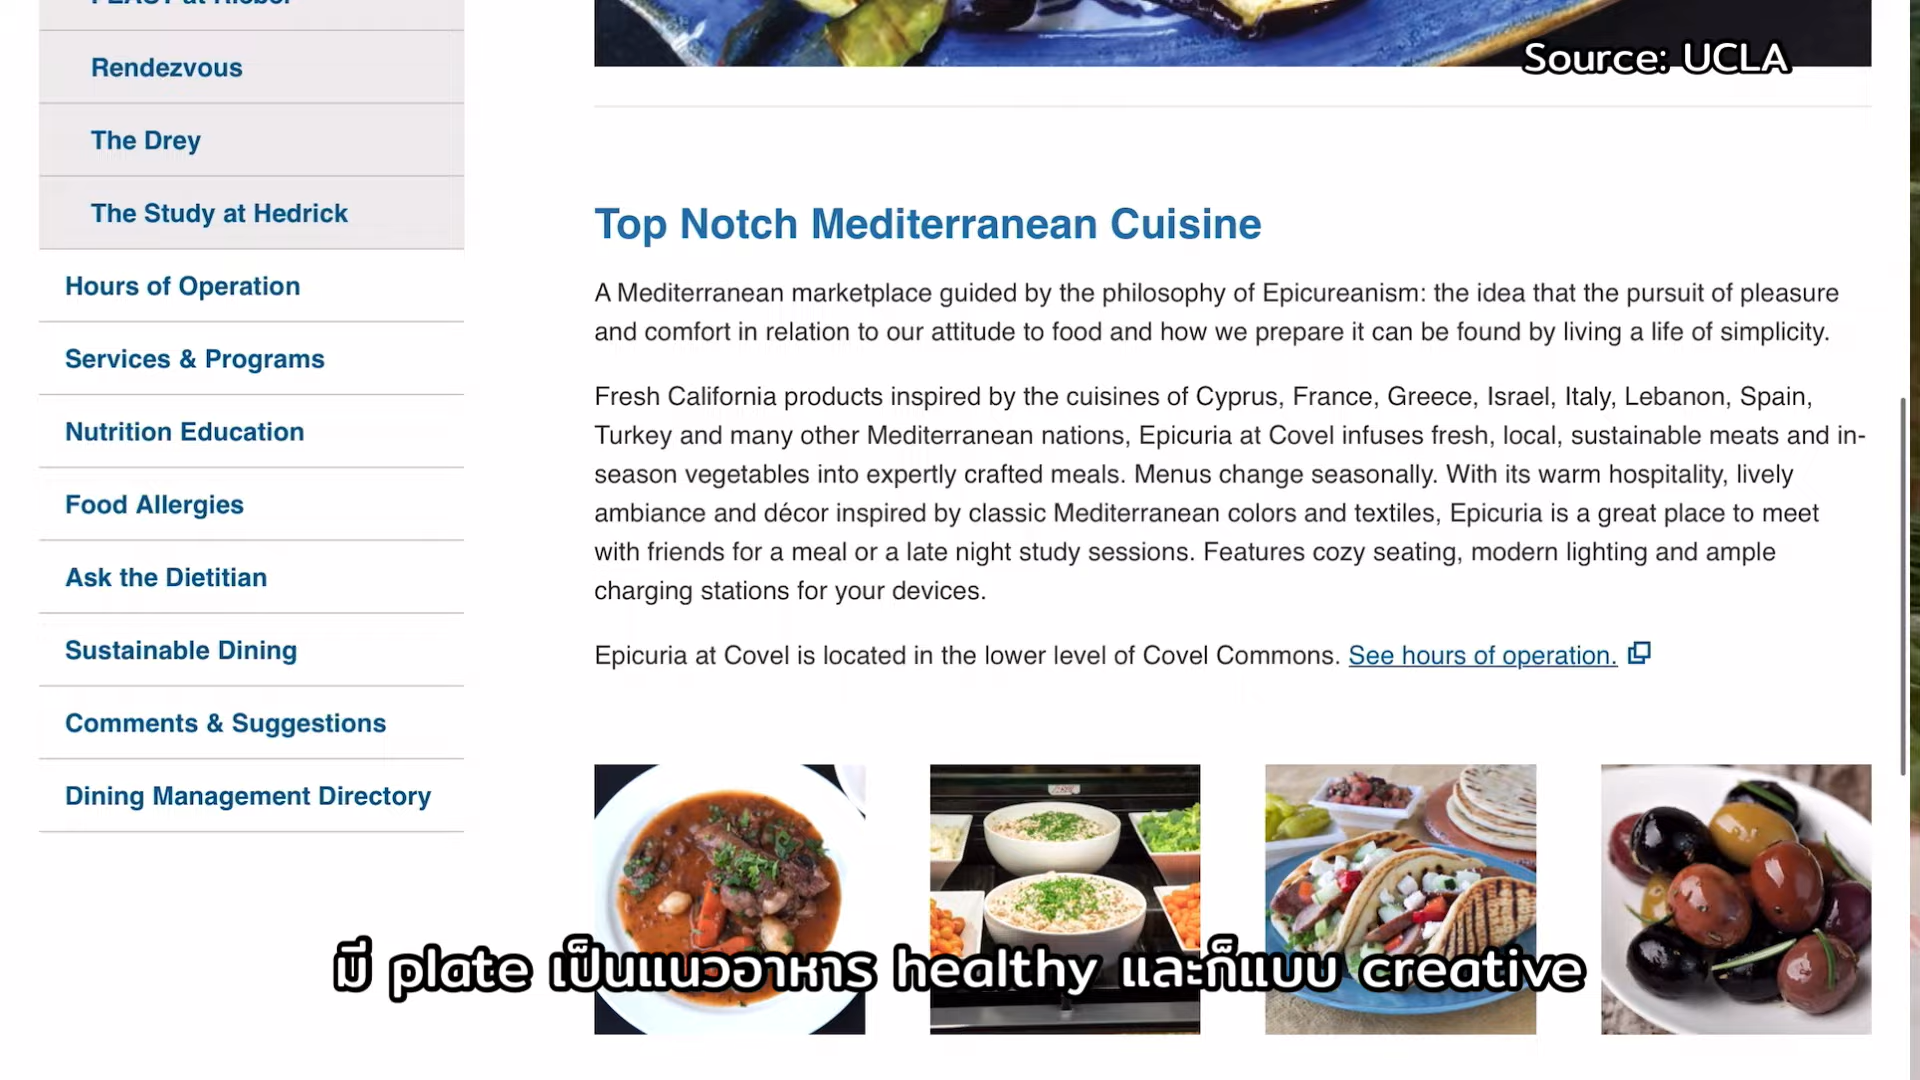 Rendezvous
The Drey
The Study at Hedrick
Hours of Operation
Services & Programs
Nutrition Education
Food Allergies
Ask the Dietitian
Sustainable Dining
Comments & Suggestions
Dining Management Directory
Source: UCLA
Top Notch Mediterranean Cuisine
A Mediterranean marketplace guided by the philosophy of Epicureanism: the idea that the pursuit of pleasure
and comfort in relation to our attitude to food and how we prepare it can be found by living a life of simplicity.
Fresh California products inspired by the cuisines of Cyprus, France, Greece, Israel, Italy, Lebanon, Spain,
Turkey and many other Mediterranean nations, Epicuria at Covel infuses fresh, local, sustainable meats and in-
season vegetables into expertly crafted meals. Menus change seasonally. With its warm hospitality, lively
ambiance and décor inspired by classic Mediterranean colors and textiles, Epicuria is a great place to meet
with friends for a meal or a late night study sessions. Features cozy seating, modern lighting and ample
charging stations for your devices.
Epicuria at Covel is located in the lower level of Covel Commons. See hours of operation.
มี plate เป็นแนวอาหาร healthy และก็แบบ creative